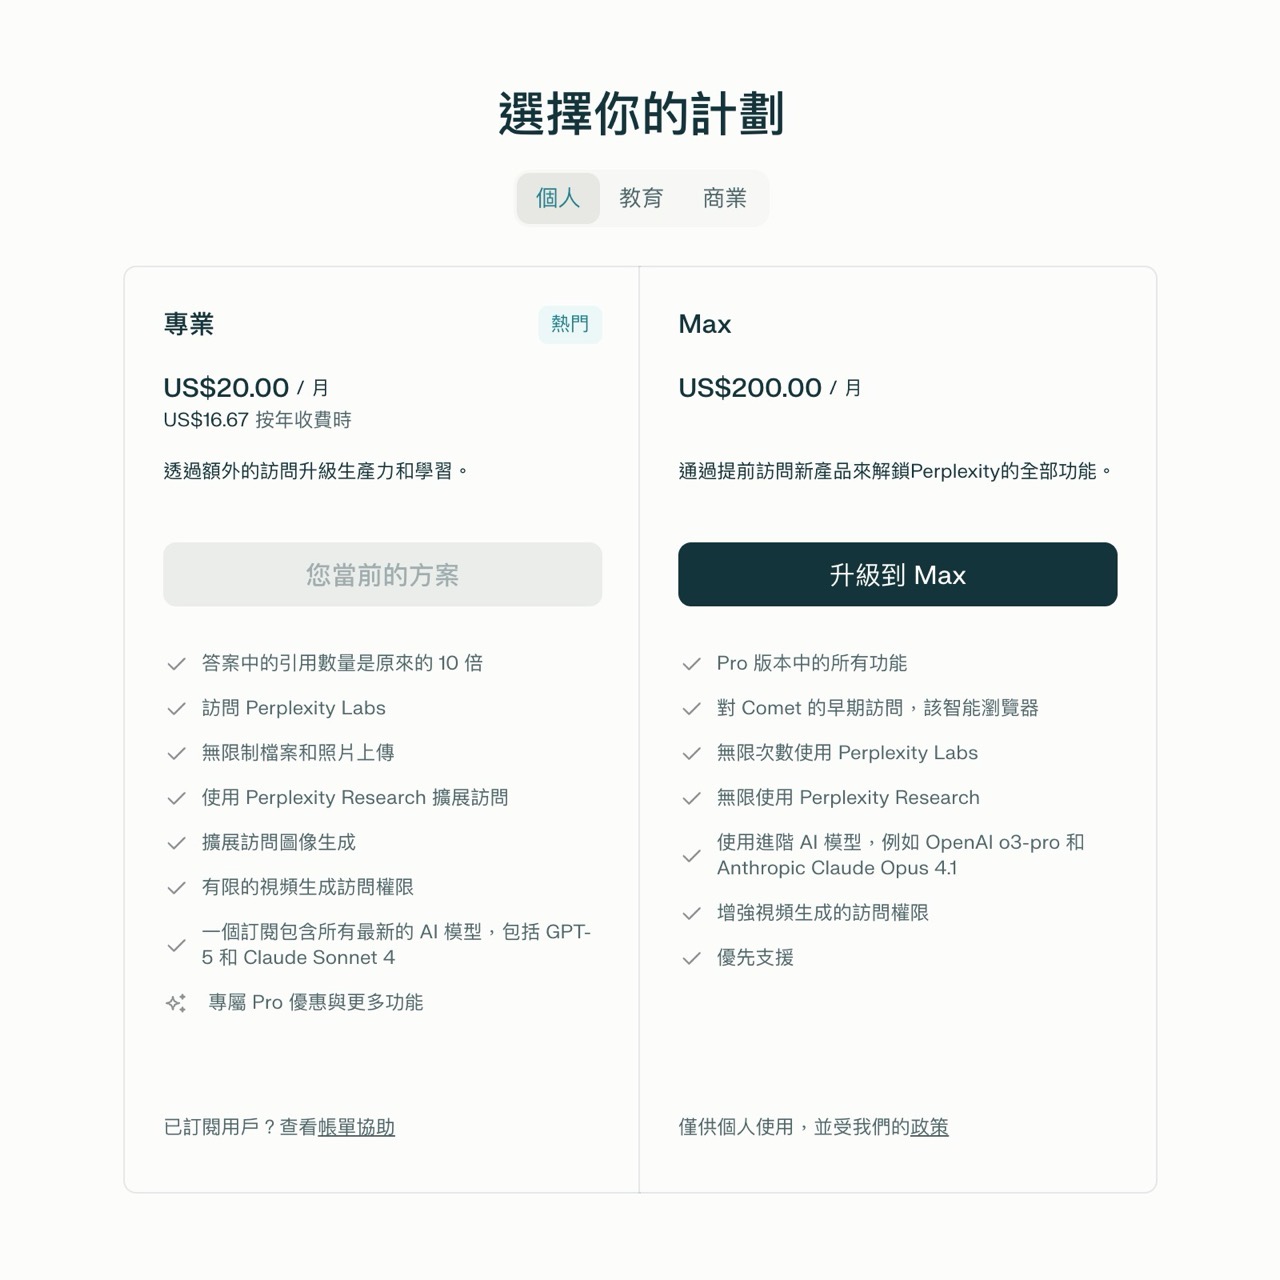 選擇你的計劃
個人 教育 商業
專業 熱門
US$20.00 / 月
US$16.67 按年收費時
透過額外的訪問升級生產力和學習。
您當前的方案
答案中的引用數量是原來的 10 倍
訪問 Perplexity Labs
無限制檔案和照片上傳
使用 Perplexity Research 擴展訪問
擴展訪問圖像生成
有限的視頻生成訪問權限
一個訂閱包含所有最新的 AI 模型，包括 GPT-
5 和 Claude Sonnet 4
專屬 Pro 優惠與更多功能
已訂閱用戶？查看帳單協助
Max
US$200.00 / 月
通過提前訪問新產品來解鎖Perplexity的全部功能。
升級到 Max
Pro 版本中的所有功能
對 Comet 的早期訪問，該智能瀏覽器
無限次數使用 Perplexity Labs
無限使用 Perplexity Research
使用進階 AI 模型，例如 OpenAI o3-pro 和
Anthropic Claude Opus 4.1
增強視頻生成的訪問權限
優先支援
僅供個人使用，並受我們的政策